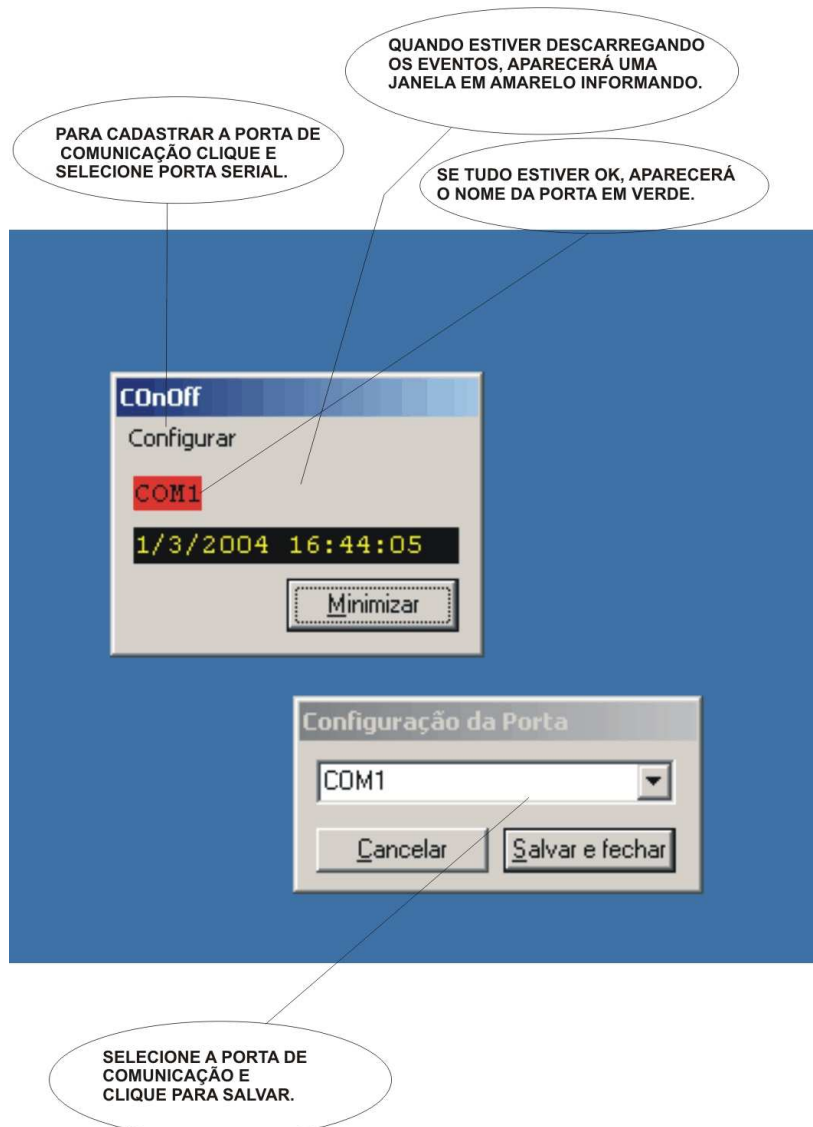 QUANDO ESTIVER DESCARREGANDO
OS EVENTOS, APARECERÁ UMA
JANELA EM AMARELO INFORMANDO.
PARA CADASTRAR A PORTA DE
COMUNICAÇÃO CLIQUE E
SELECIONE PORTA SERIAL.
SE TUDO ESTIVER OK, APARECERÁ
O NOME DA PORTA EM VERDE.
COnOff
Configurar
COM1
1/3/2004 16:44:05
Minimizar
Configuração da Porta
COM1
Cancelar Salvar e fechar
SELECIONE A PORTA DE
COMUNICAÇÃO E
CLIQUE PARA SALVAR.